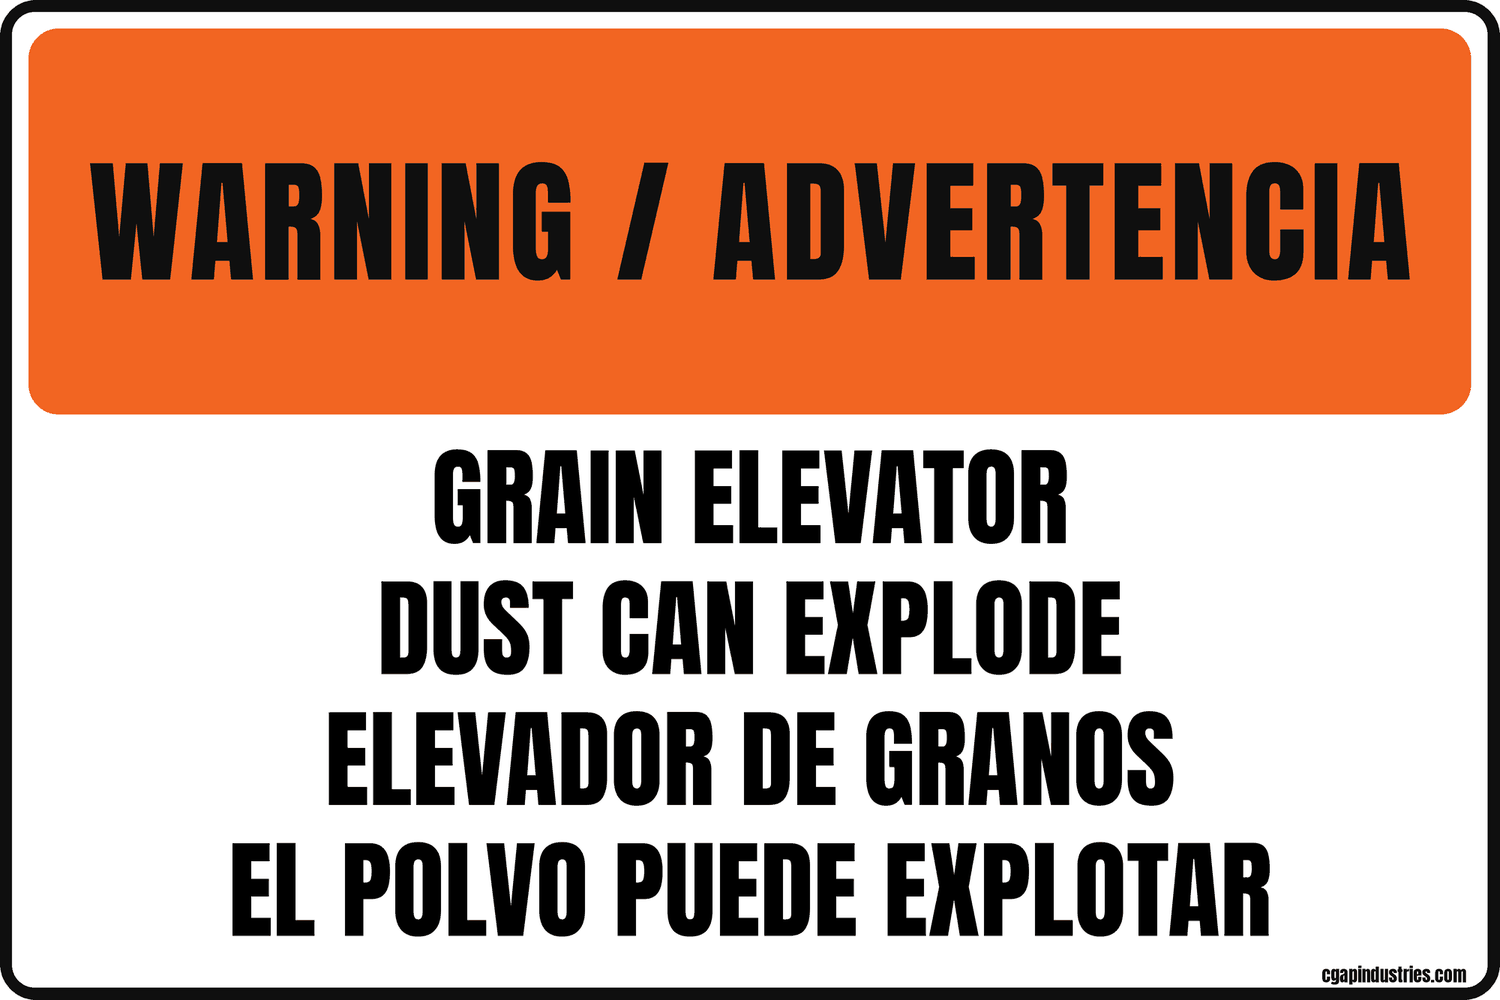 WARNING / ADVERTENCIA
GRAIN ELEVATOR
DUST CAN EXPLODE
ELEVADOR DE GRANOS
EL POLVO PUEDE EXPLOTAR
cgapindustries.com